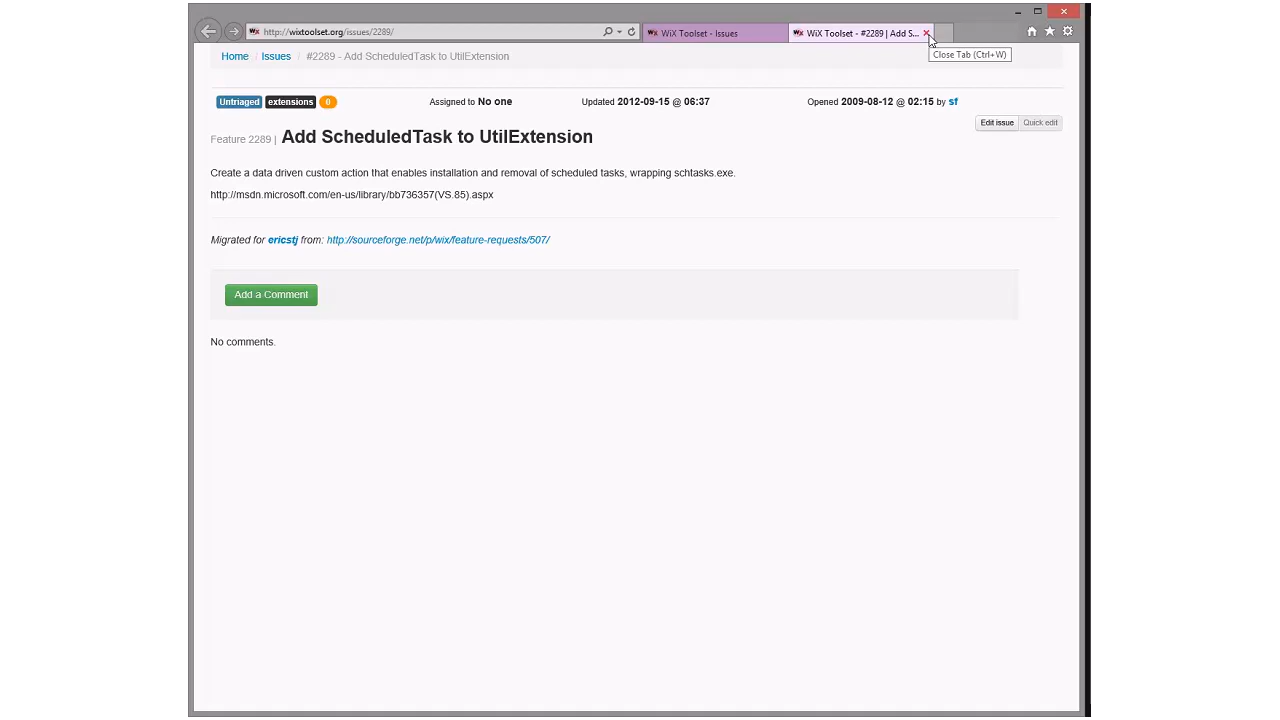 http://wixtoolset.org/issues/2289/
WiX Toolset - Issues
WiX Toolset - #2289 | Add S...
Close Tab (Ctrl+W)
Home / Issues / #2289 - Add ScheduledTask to UtilExtension
Untriaged extensions 0 Assigned to No one Updated 2012-09-15 @ 06:37 Opened 2009-08-12 @ 02:15 by sf
Edit issue Quick edit
Feature 2289 | Add ScheduledTask to UtilExtension
Create a data driven custom action that enables installation and removal of scheduled tasks, wrapping schtasks.exe.
http://msdn.microsoft.com/en-us/library/bb736357(VS.85).aspx
Migrated for ericstj from: http://sourceforge.net/p/wix/feature-requests/507/
Add a Comment
No comments.